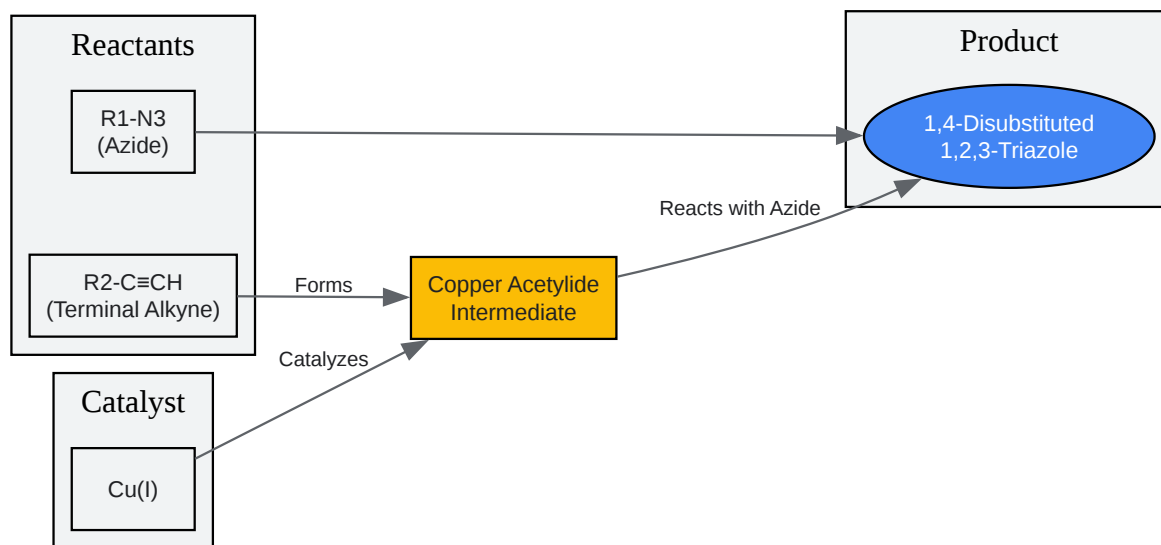 Reactants
R1-N3
(Azide)
R2-C≡CH
(Terminal Alkyne)
Catalyst
Cu(I)
Forms
Catalyzes
Copper Acetylide
Intermediate
Reacts with Azide
Product
1,4-Disubstituted
1,2,3-Triazole